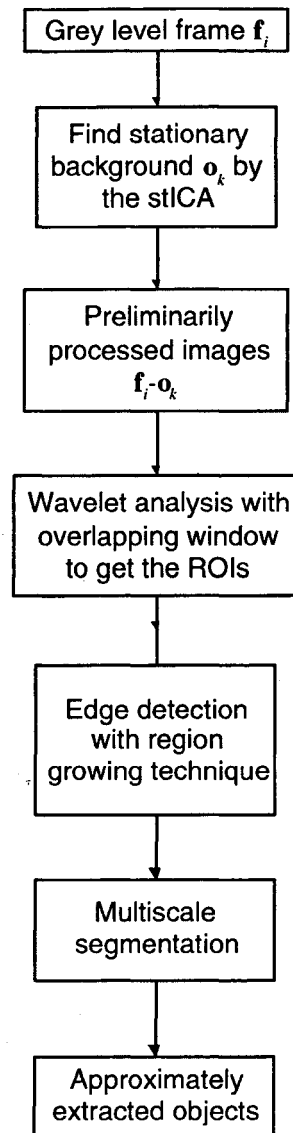 Grey level frame f_i
Find stationary
background o_k by
the stICA
Preliminarily
processed images
f_i-o_k
Wavelet analysis with
overlapping window
to get the ROIs
Edge detection
with region
growing technique
Multiscale
segmentation
Approximately
extracted objects